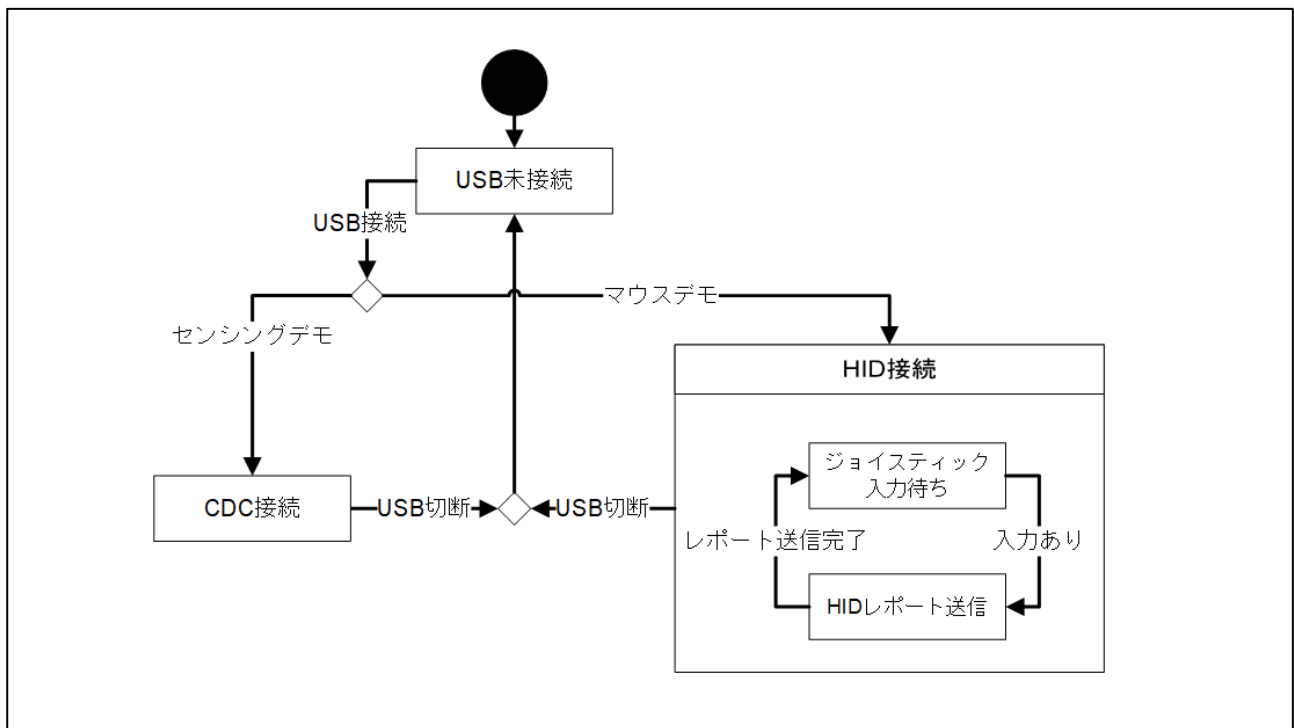 USB未接続
USB接続
マウスデモ
センシングデモ
HID接続
ジョイスティック
入力待ち
CDC接続
USB切断
USB切断
レポート送信完了
入力あり
HIDレポート送信